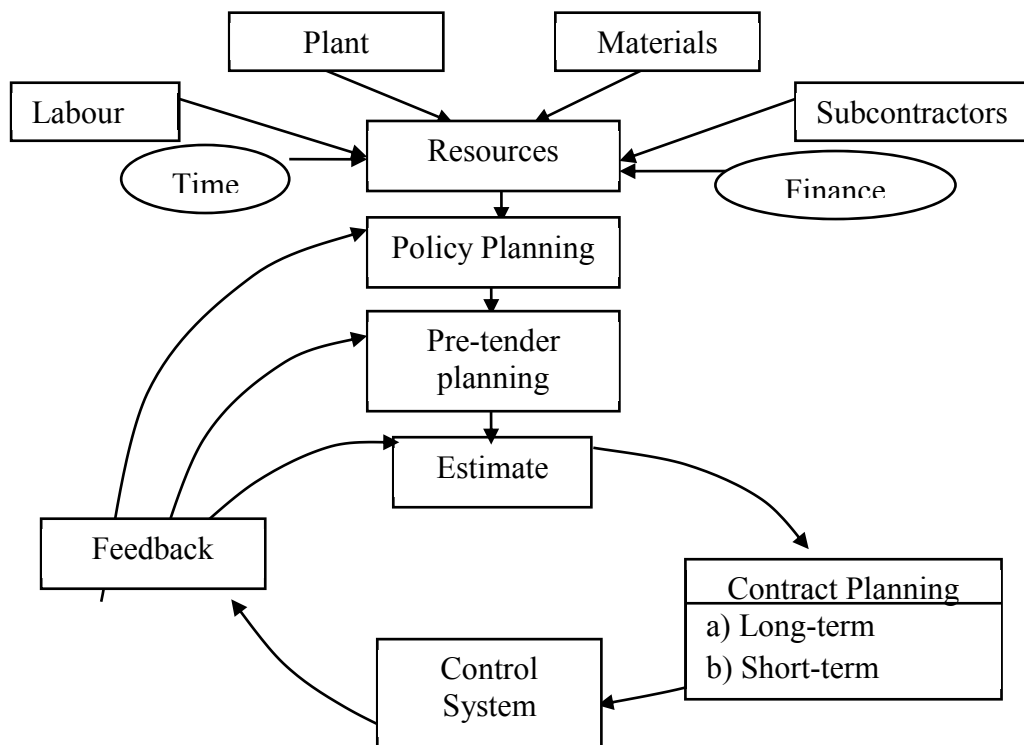 Plant
Materials
Labour
Subcontractors
Resources
Time
Finance
Policy Planning
Pre-tender
planning
Estimate
Feedback
Contract Planning
a) Long-term
b) Short-term
Control
System